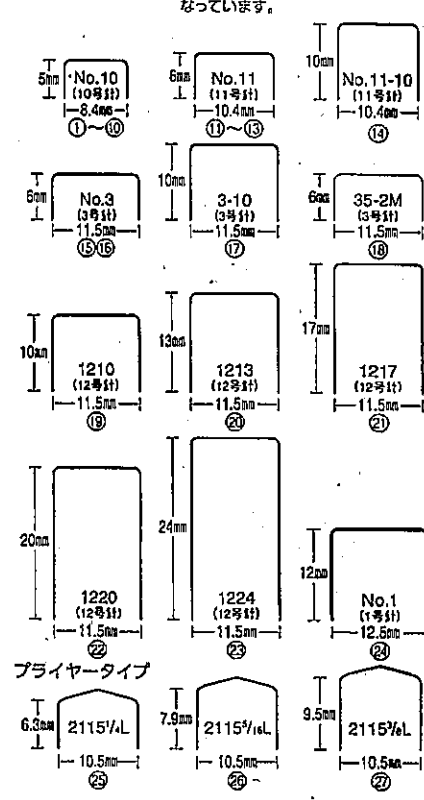 なっています。
5mm
No.10
(10号針)
8.4mm
①〜⑩
6mm
No.11
(11号針)
10.4mm
⑪〜⑬
10mm
No.11-10
(11号針)
10.4mm
⑭
6mm
No.3
(3号針)
11.5mm
⑮⑯
10mm
3-10
(3号針)
11.5mm
⑰
6mm
35-2M
(3号針)
11.5mm
⑱
10mm
1210
(12号針)
11.5mm
⑲
13mm
1213
(12号針)
11.5mm
⑳
17mm
1217
(12号針)
11.5mm
㉑
20mm
1220
(12号針)
11.5mm
㉒
24mm
1224
(12号針)
11.5mm
㉓
12mm
No.1
(1号針)
12.5mm
㉔
プライヤータイプ
6.3mm
2115¹/₄L
10.5mm
㉕
7.9mm
2115⁵/₁₆L
10.5mm
㉖
9.5mm
2115³/₈L
10.5mm
㉗